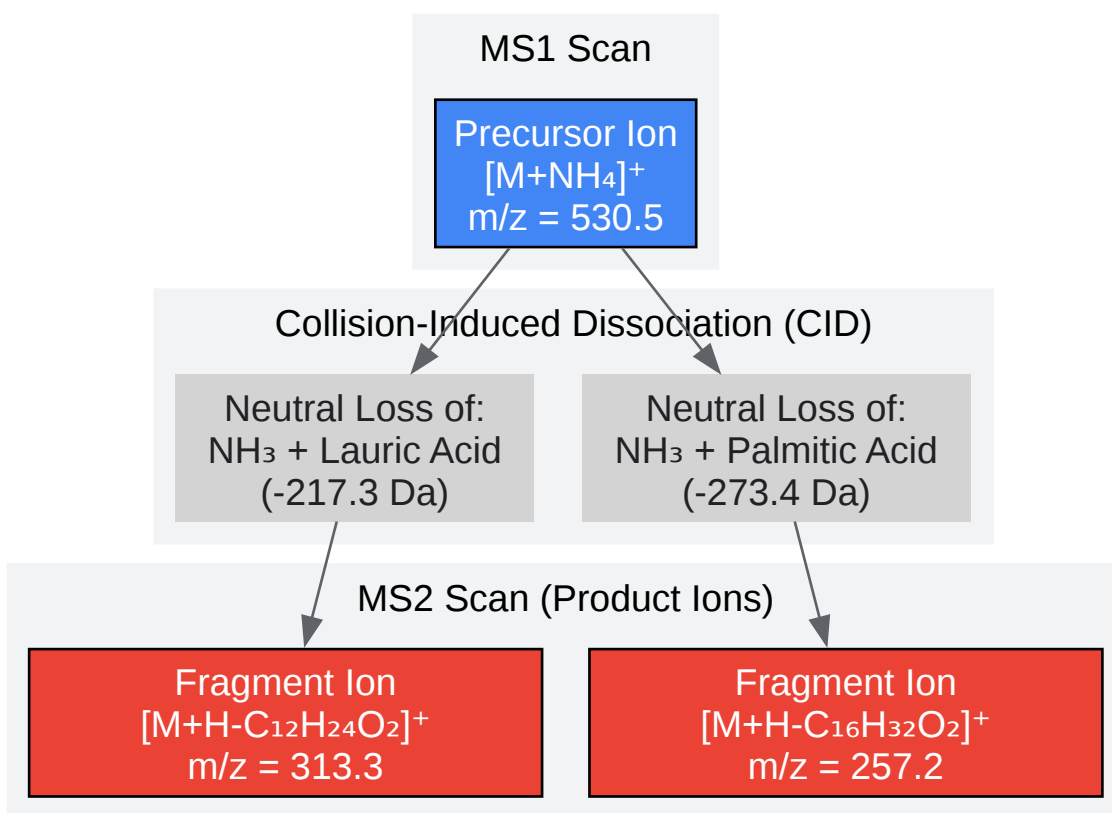 MS1 Scan
Precursor Ion
[M+NH₄]⁺
m/z = 530.5
Collision-Induced Dissociation (CID)
Neutral Loss of:
NH₃ + Lauric Acid
(-217.3 Da)
Neutral Loss of:
NH₃ + Palmitic Acid
(-273.4 Da)
MS2 Scan (Product Ions)
Fragment Ion
[M+H-C₁₂H₂₄O₂]⁺
m/z = 313.3
Fragment Ion
[M+H-C₁₆H₃₂O₂]⁺
m/z = 257.2